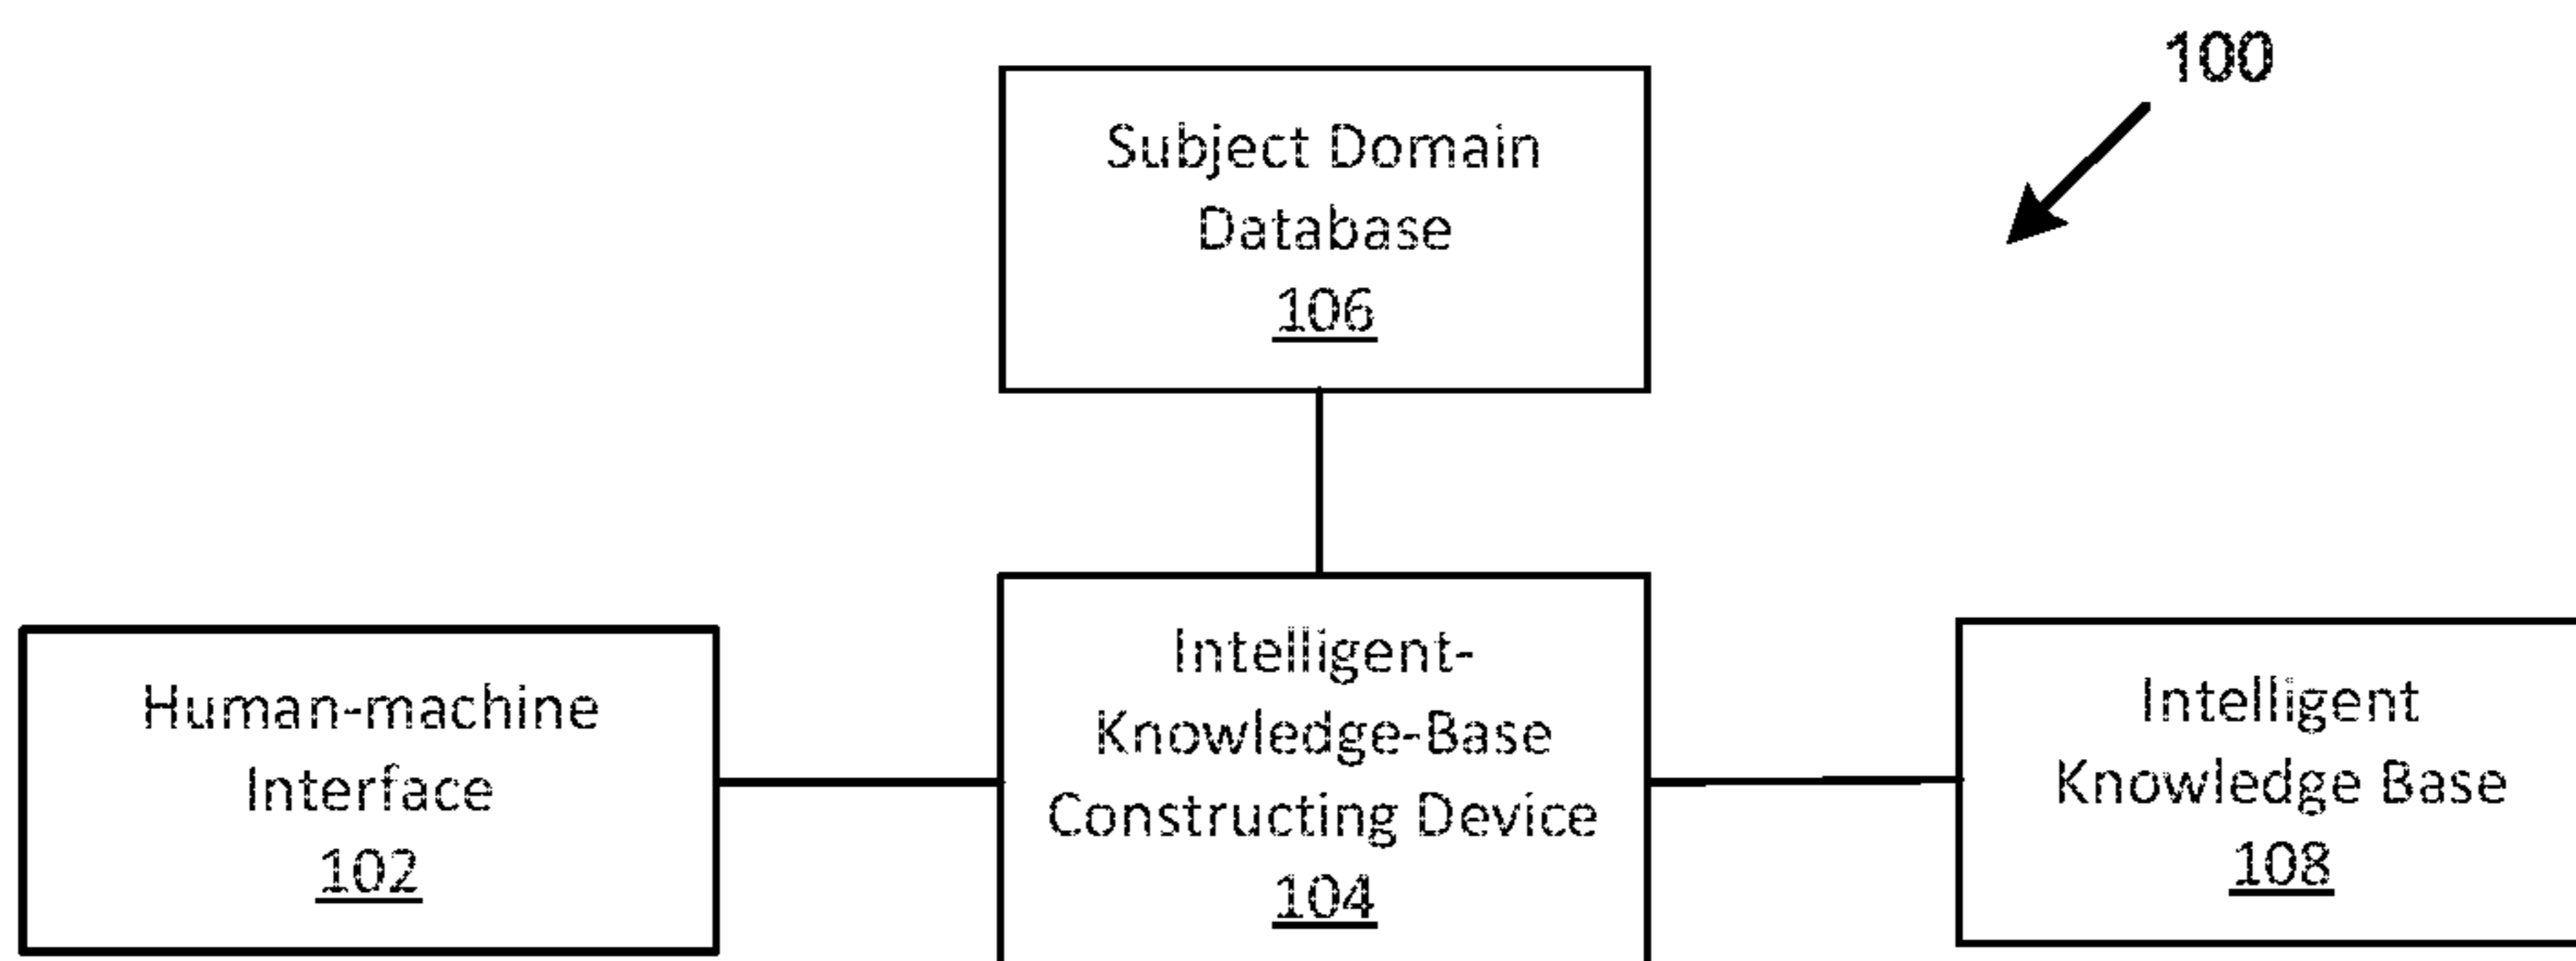 100
Subject Domain
Database
106
Human-machine
Interface
102
Intelligent-
Knowledge-Base
Constructing Device
104
Intelligent
Knowledge Base
108